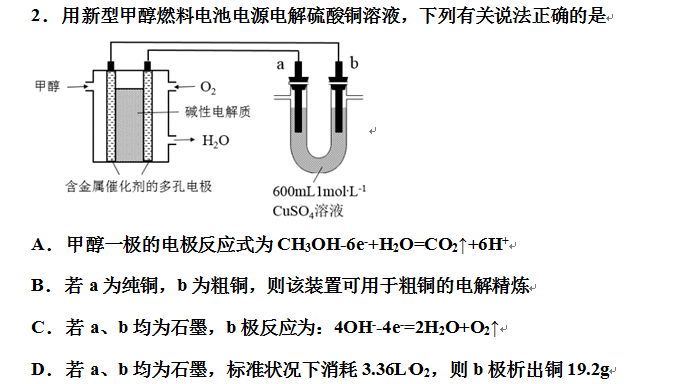 2．用新型甲醇燃料电池电源电解硫酸铜溶液，下列有关说法正确的是
a
b
甲醇
O₂
碱性电解质
H₂O
含金属催化剂的多孔电极
600mL1mol·L⁻¹
CuSO₄溶液
A．甲醇一极的电极反应式为 CH₃OH-6e⁻+H₂O=CO₂↑+6H⁺
B．若 a 为纯铜，b 为粗铜，则该装置可用于粗铜的电解精炼
C．若 a、b 均为石墨，b 极反应为：4OH⁻-4e⁻=2H₂O+O₂↑
D．若 a、b 均为石墨，标准状况下消耗 3.36L O₂，则 b 极析出铜 19.2g